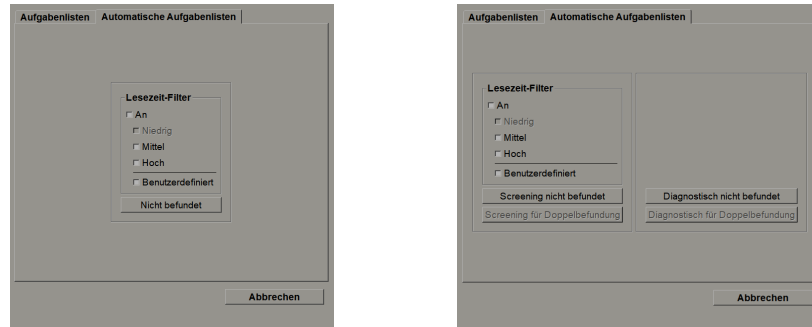 Aufgabenlisten Automatische Aufgabenlisten
Lesezeit-Filter
An
Niedrig
Mittel
Hoch
Benutzerdefiniert
Nicht befundet
Abbrechen
Aufgabenlisten Automatische Aufgabenlisten
Lesezeit-Filter
An
Niedrig
Mittel
Hoch
Benutzerdefiniert
Screening nicht befundet
Screening für Doppelbefundung
Diagnostisch nicht befundet
Diagnostisch für Doppelbefundung
Abbrechen